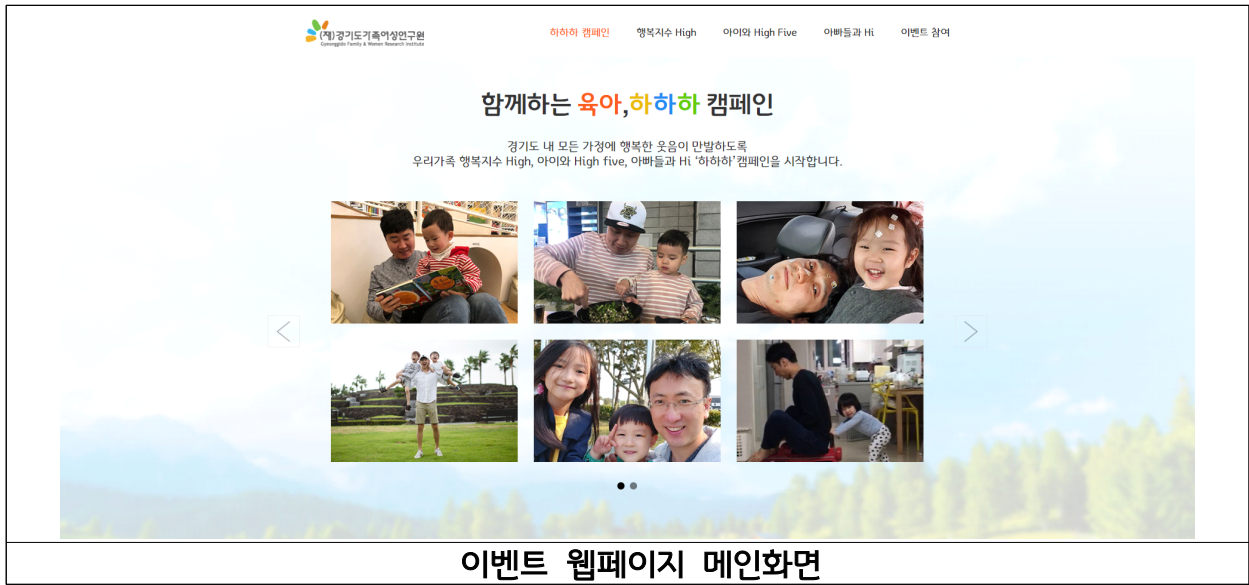 (재)경기도가족여성연구원
Gyeonggido Family & Women Research Institute
하하하 캠페인 행복지수 High 아이와 High Five 아빠들과 Hi 이벤트 참여
함께하는 육아,하하하 캠페인
경기도 내 모든 가정에 행복한 웃음이 만발하도록
우리가족 행복지수 High, 아이와 High five, 아빠들과 Hi ‘하하하’캠페인을 시작합니다.
이벤트 웹페이지 메인화면